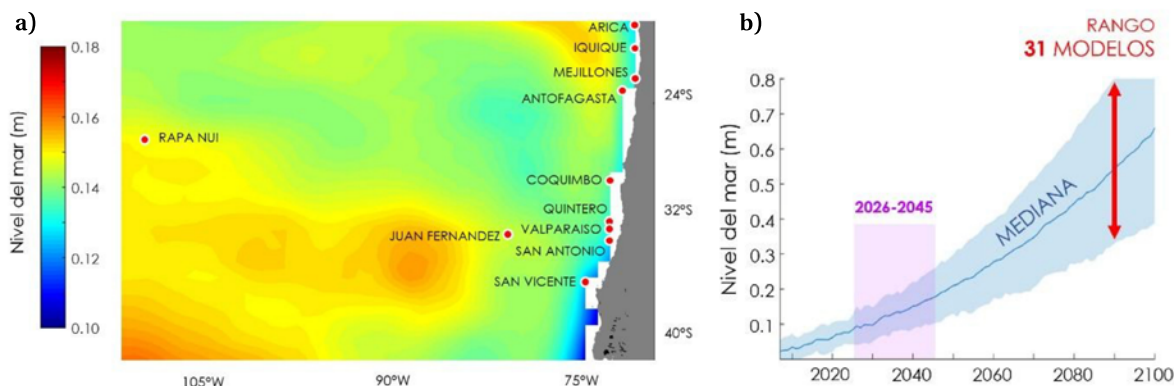 a)
Nivel del mar (m)
0.18
0.16
0.14
0.12
0.10
ARICA
IQUIQUE
MEJILLONES
ANTOFAGASTA
RAPA NUI
COQUIMBO
QUINTERO
VALPARAISO
JUAN FERNANDEZ
SAN ANTONIO
SAN VICENTE
24°S
32°S
40°S
105°W
90°W
75°W
b)
RANGO
31 MODELOS
Nivel del mar (m)
0.8
0.7
0.6
0.5
0.4
0.3
0.2
0.1
2026-2045
MEDIANA
2020
2040
2060
2080
2100